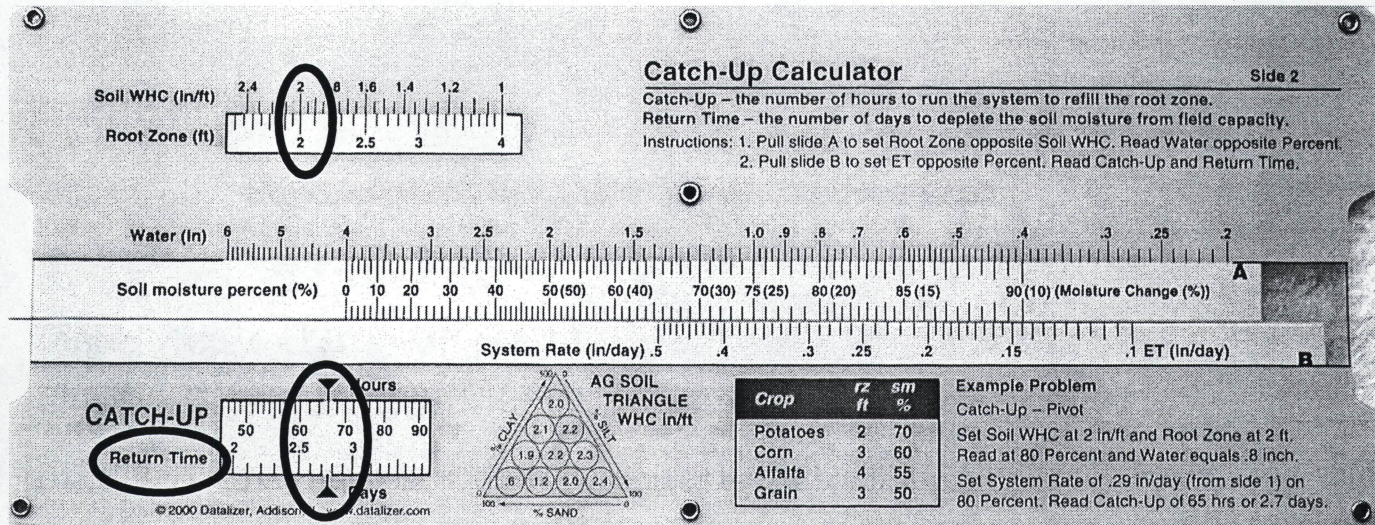 Catch-Up Calculator
Side 2
Catch-Up – the number of hours to run the system to refill the root zone.
Return Time – the number of days to deplete the soil moisture from field capacity.
Instructions: 1. Pull slide A to set Root Zone opposite Soil WHC. Read Water opposite Percent.
2. Pull slide B to set ET opposite Percent. Read Catch-Up and Return Time.
Soil WHC (in/ft) 2.4 2 8 1.6 1.4 1.2 1
Root Zone (ft) 2 2.5 3 4
Water (in) 6 5 4 3 2.5 2 1.5 1.0 .9 .8 .7 .6 .5 .4 .3 .25 .2
A
Soil moisture percent (%) 0 10 20 30 40 50(50) 60(40) 70(30) 75(25) 80(20) 85(15) 90(10) (Moisture Change (%))
System Rate (in/day) .5 .4 .3 .25 .2 .15 .1 ET (in/day)
B
Hours
CATCH-UP 50 60 70 80 90
Return Time 2 2.5 3
Days
© 2000 Datalizer, Addison
www.datalizer.com
AG SOIL
TRIANGLE
WHC in/ft
100 0
% CLAY
% SILT
2.0
2.1 2.2
1.9 2.2 2.3
.6 1.2 2.0 2.4
0 100
100 0
% SAND
Crop rz ft sm %
Potatoes 2 70
Corn 3 60
Alfalfa 4 55
Grain 3 50
Example Problem
Catch-Up – Pivot
Set Soil WHC at 2 in/ft and Root Zone at 2 ft.
Read at 80 Percent and Water equals .8 inch.
Set System Rate of .29 in/day (from side 1) on
80 Percent. Read Catch-Up of 65 hrs or 2.7 days.